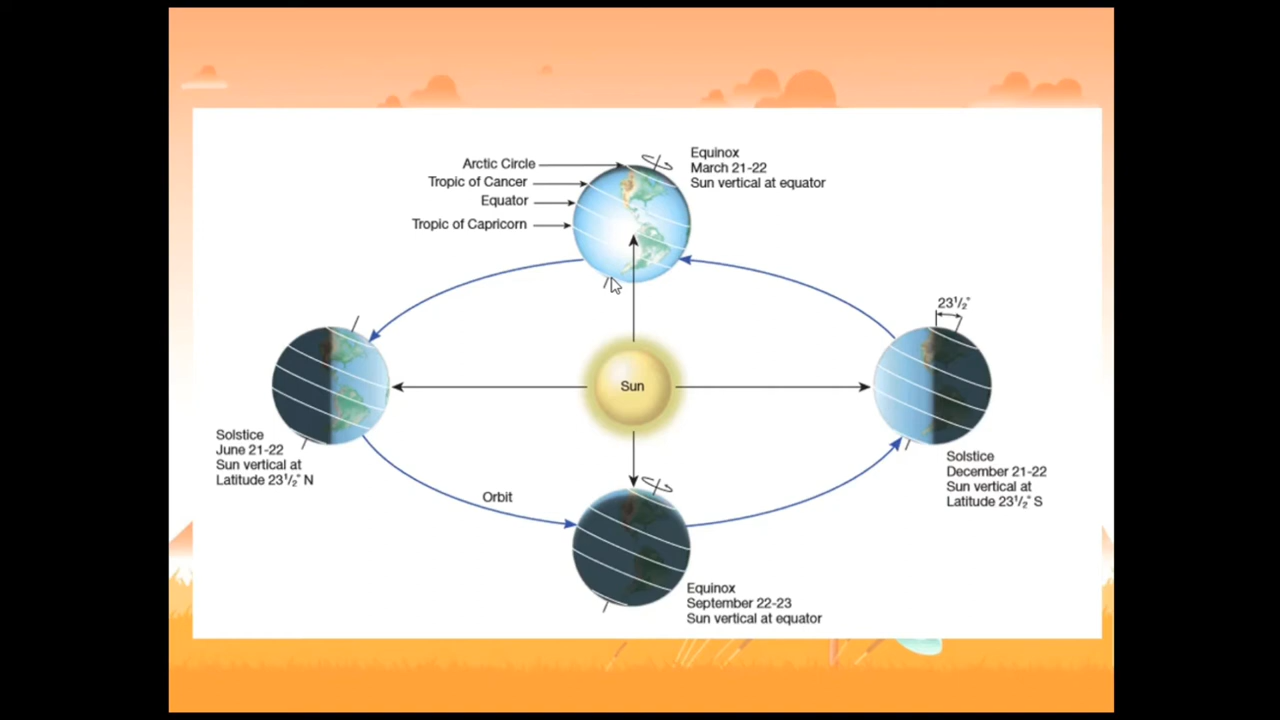 Arctic Circle
Tropic of Cancer
Equator
Tropic of Capricorn
Equinox
March 21-22
Sun vertical at equator
23½°
Sun
Solstice
June 21-22
Sun vertical at
Latitude 23½° N
Orbit
Solstice
December 21-22
Sun vertical at
Latitude 23½° S
Equinox
September 22-23
Sun vertical at equator